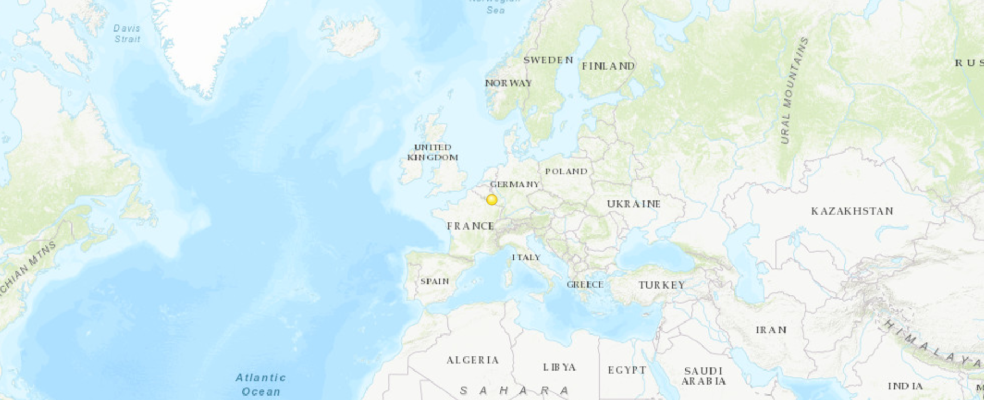 Norwegian
Sea
Davis
Strait
SWEDEN
FINLAND
RUS
NORWAY
URAL MOUNTAINS
UNITED
KINGDOM
POLAND
GERMANY
UKRAINE
KAZAKHSTAN
FRANCE
CHIAN MTNS
ITALY
SPAIN
GREECE
TURKEY
IRAN
HIMALAYA
ALGERIA
LIBYA
EGYPT
SAUDI
ARABIA
Atlantic
Ocean
SAHARA
INDIA
M